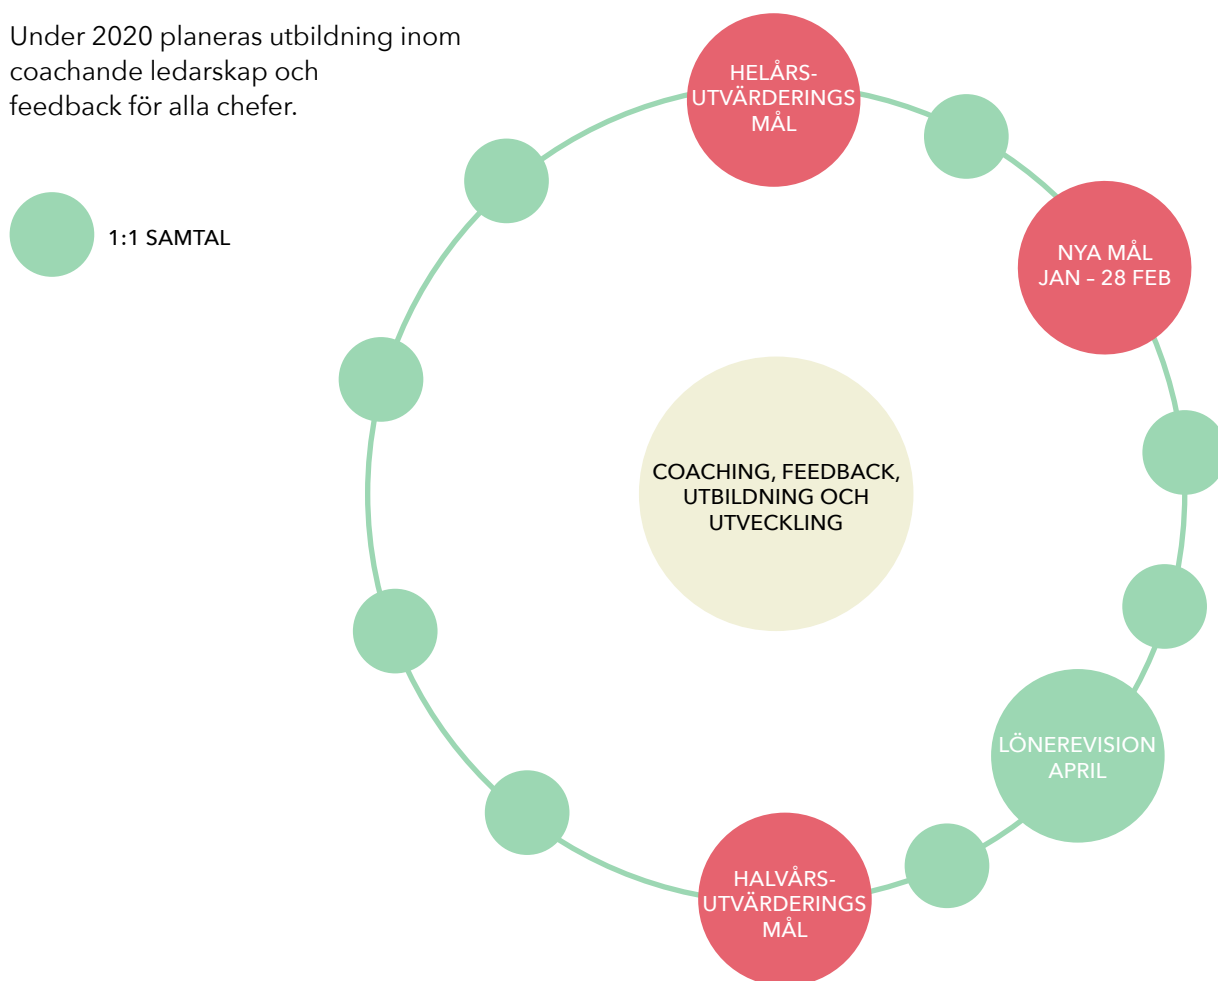 Under 2020 planeras utbildning inom
coachande ledarskap och
feedback för alla chefer.
1:1 SAMTAL
HELÅRS-
UTVÄRDERINGS
MÅL
NYA MÅL
JAN – 28 FEB
COACHING, FEEDBACK,
UTBILDNING OCH
UTVECKLING
LÖNEREVISION
APRIL
HALVÅRS-
UTVÄRDERINGS
MÅL